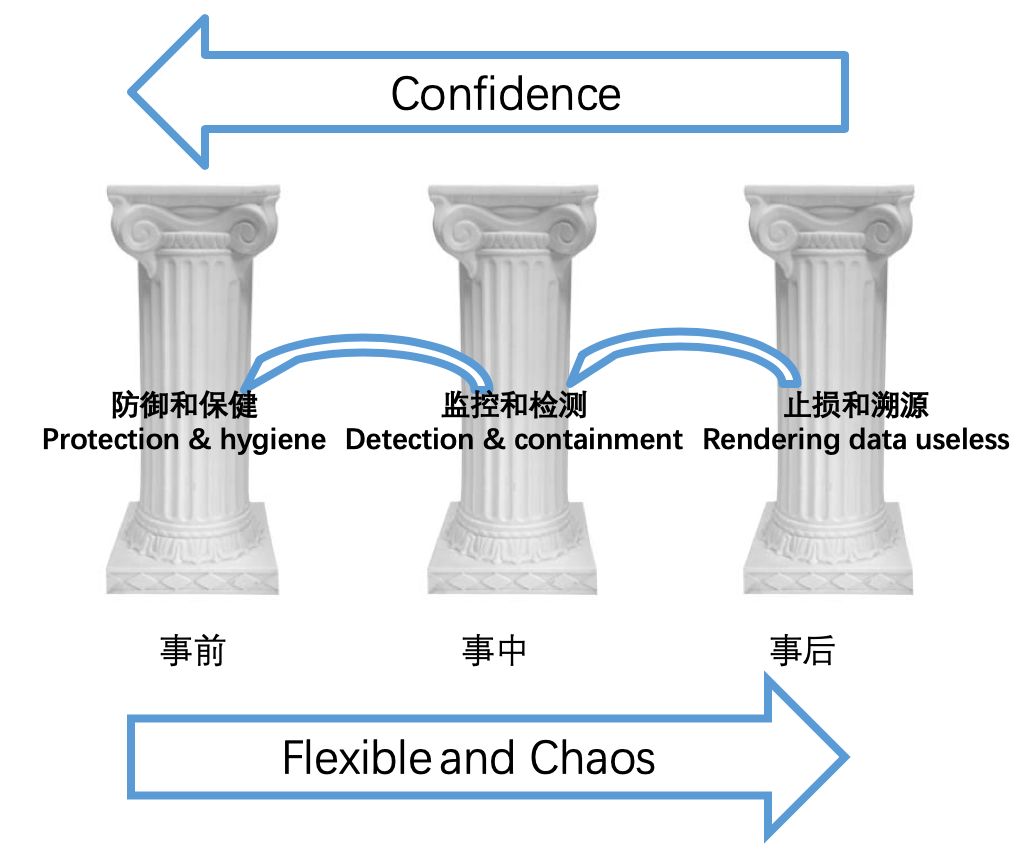 Confidence
防御和保健
Protection & hygiene
监控和检测
Detection & containment
止损和溯源
Rendering data useless
事前
事中
事后
Flexible and Chaos